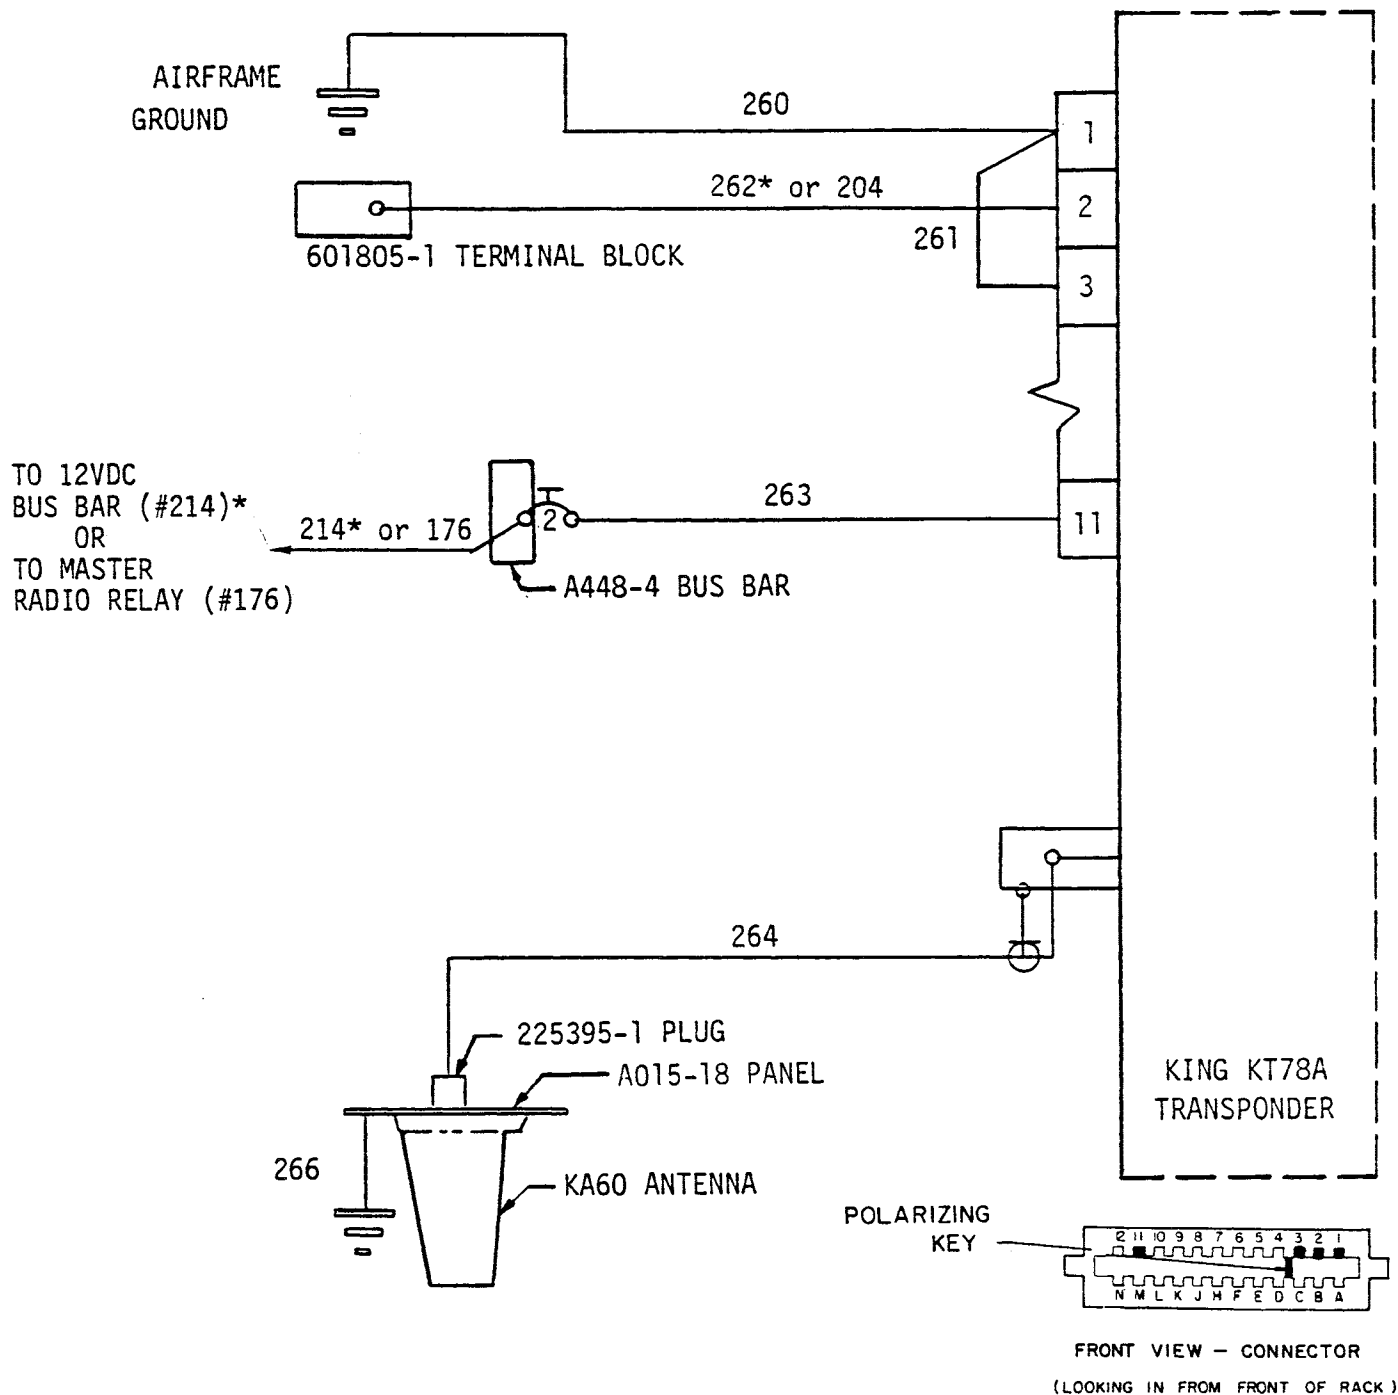 AIRFRAME
GROUND
260
1
262* or 204
2
601805-1 TERMINAL BLOCK
261
3
TO 12VDC
BUS BAR (#214)*
OR
TO MASTER
RADIO RELAY (#176)
214* or 176
2
263
11
A448-4 BUS BAR
264
225395-1 PLUG
A015-18 PANEL
KING KT78A
TRANSPONDER
266
KA60 ANTENNA
POLARIZING
KEY
12 11 10 9 8 7 6 5 4 3 2 1
N M L K J H F E D C B A
FRONT VIEW - CONNECTOR
(LOOKING IN FROM FRONT OF RACK)